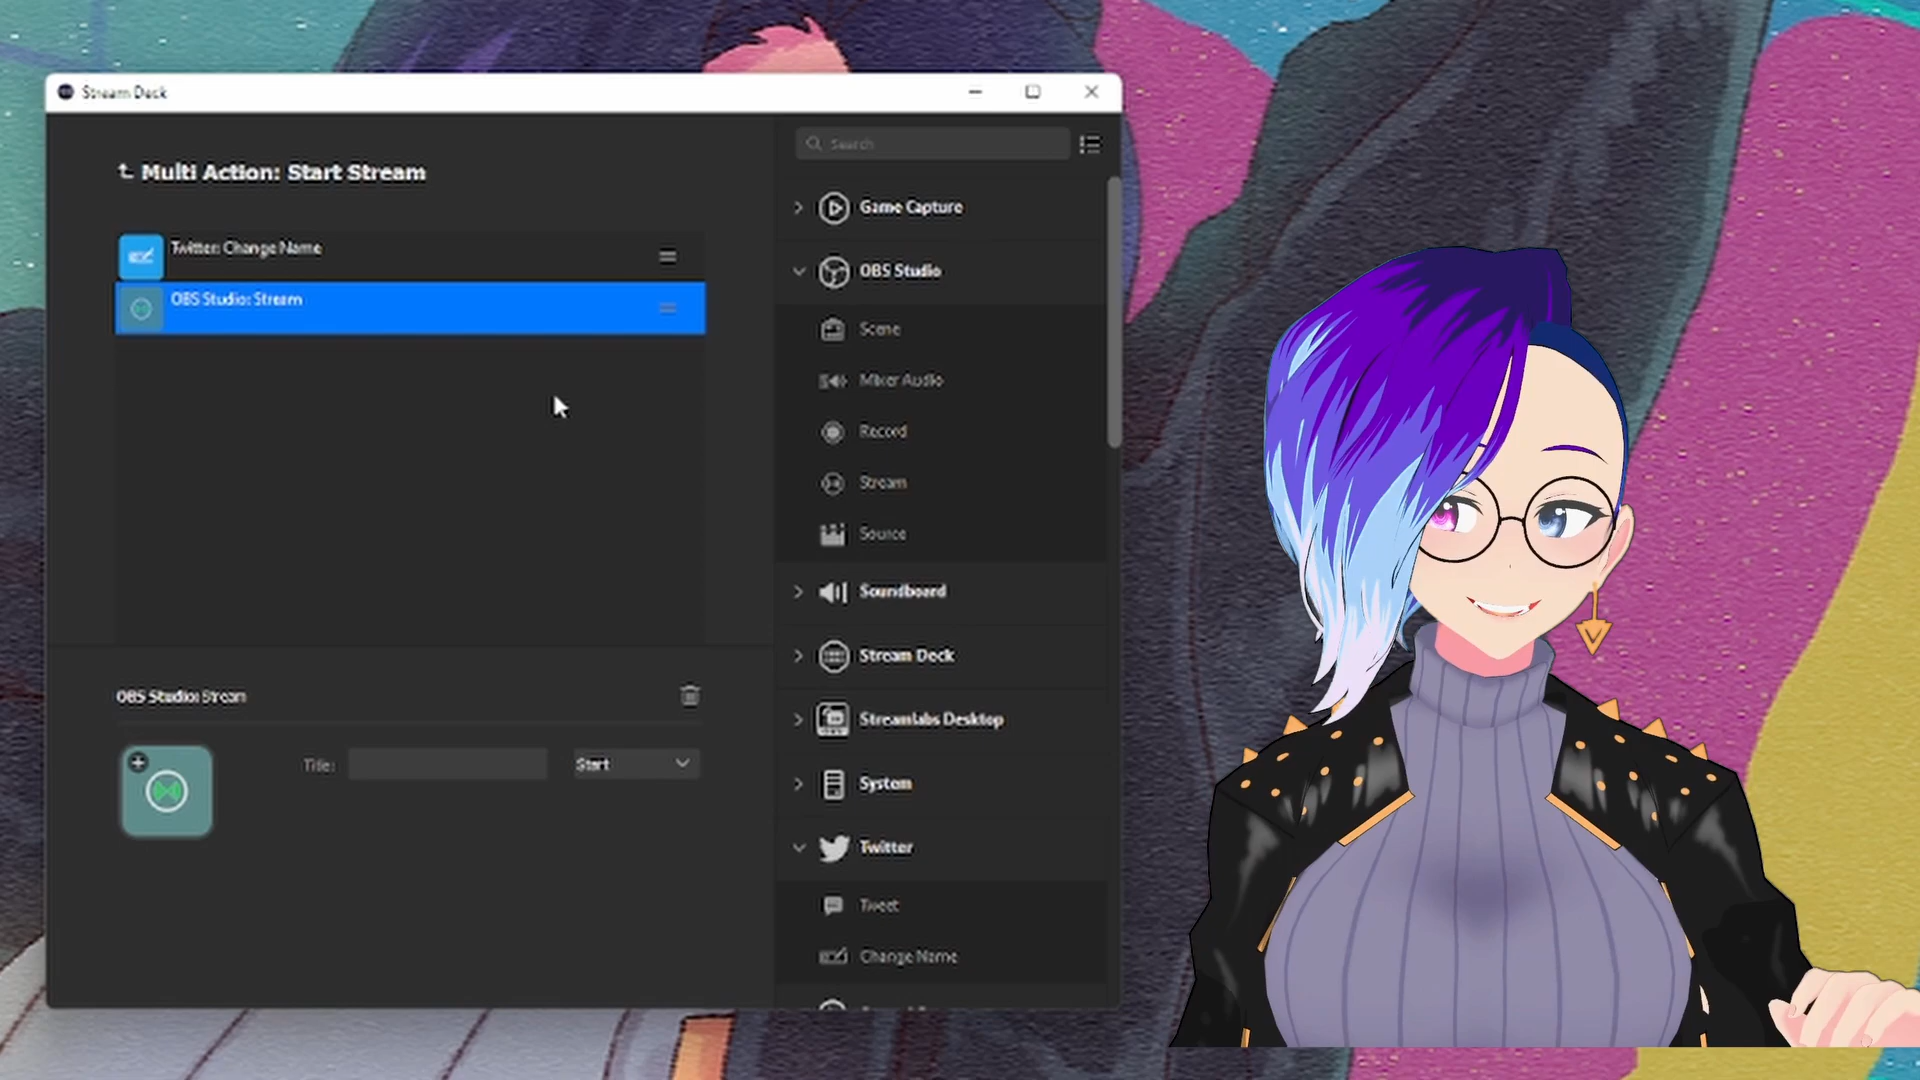 Stream Deck
Multi Action: Start Stream
Twitter: Change Name
OBS Studio: Stream
OBS Studio: Stream
Title:
Start
Search
Game Capture
OBS Studio
Scene
Mixer Audio
Record
Stream
Source
Soundboard
Stream Deck
Streamlabs Desktop
System
Twitter
Tweet
Change Name